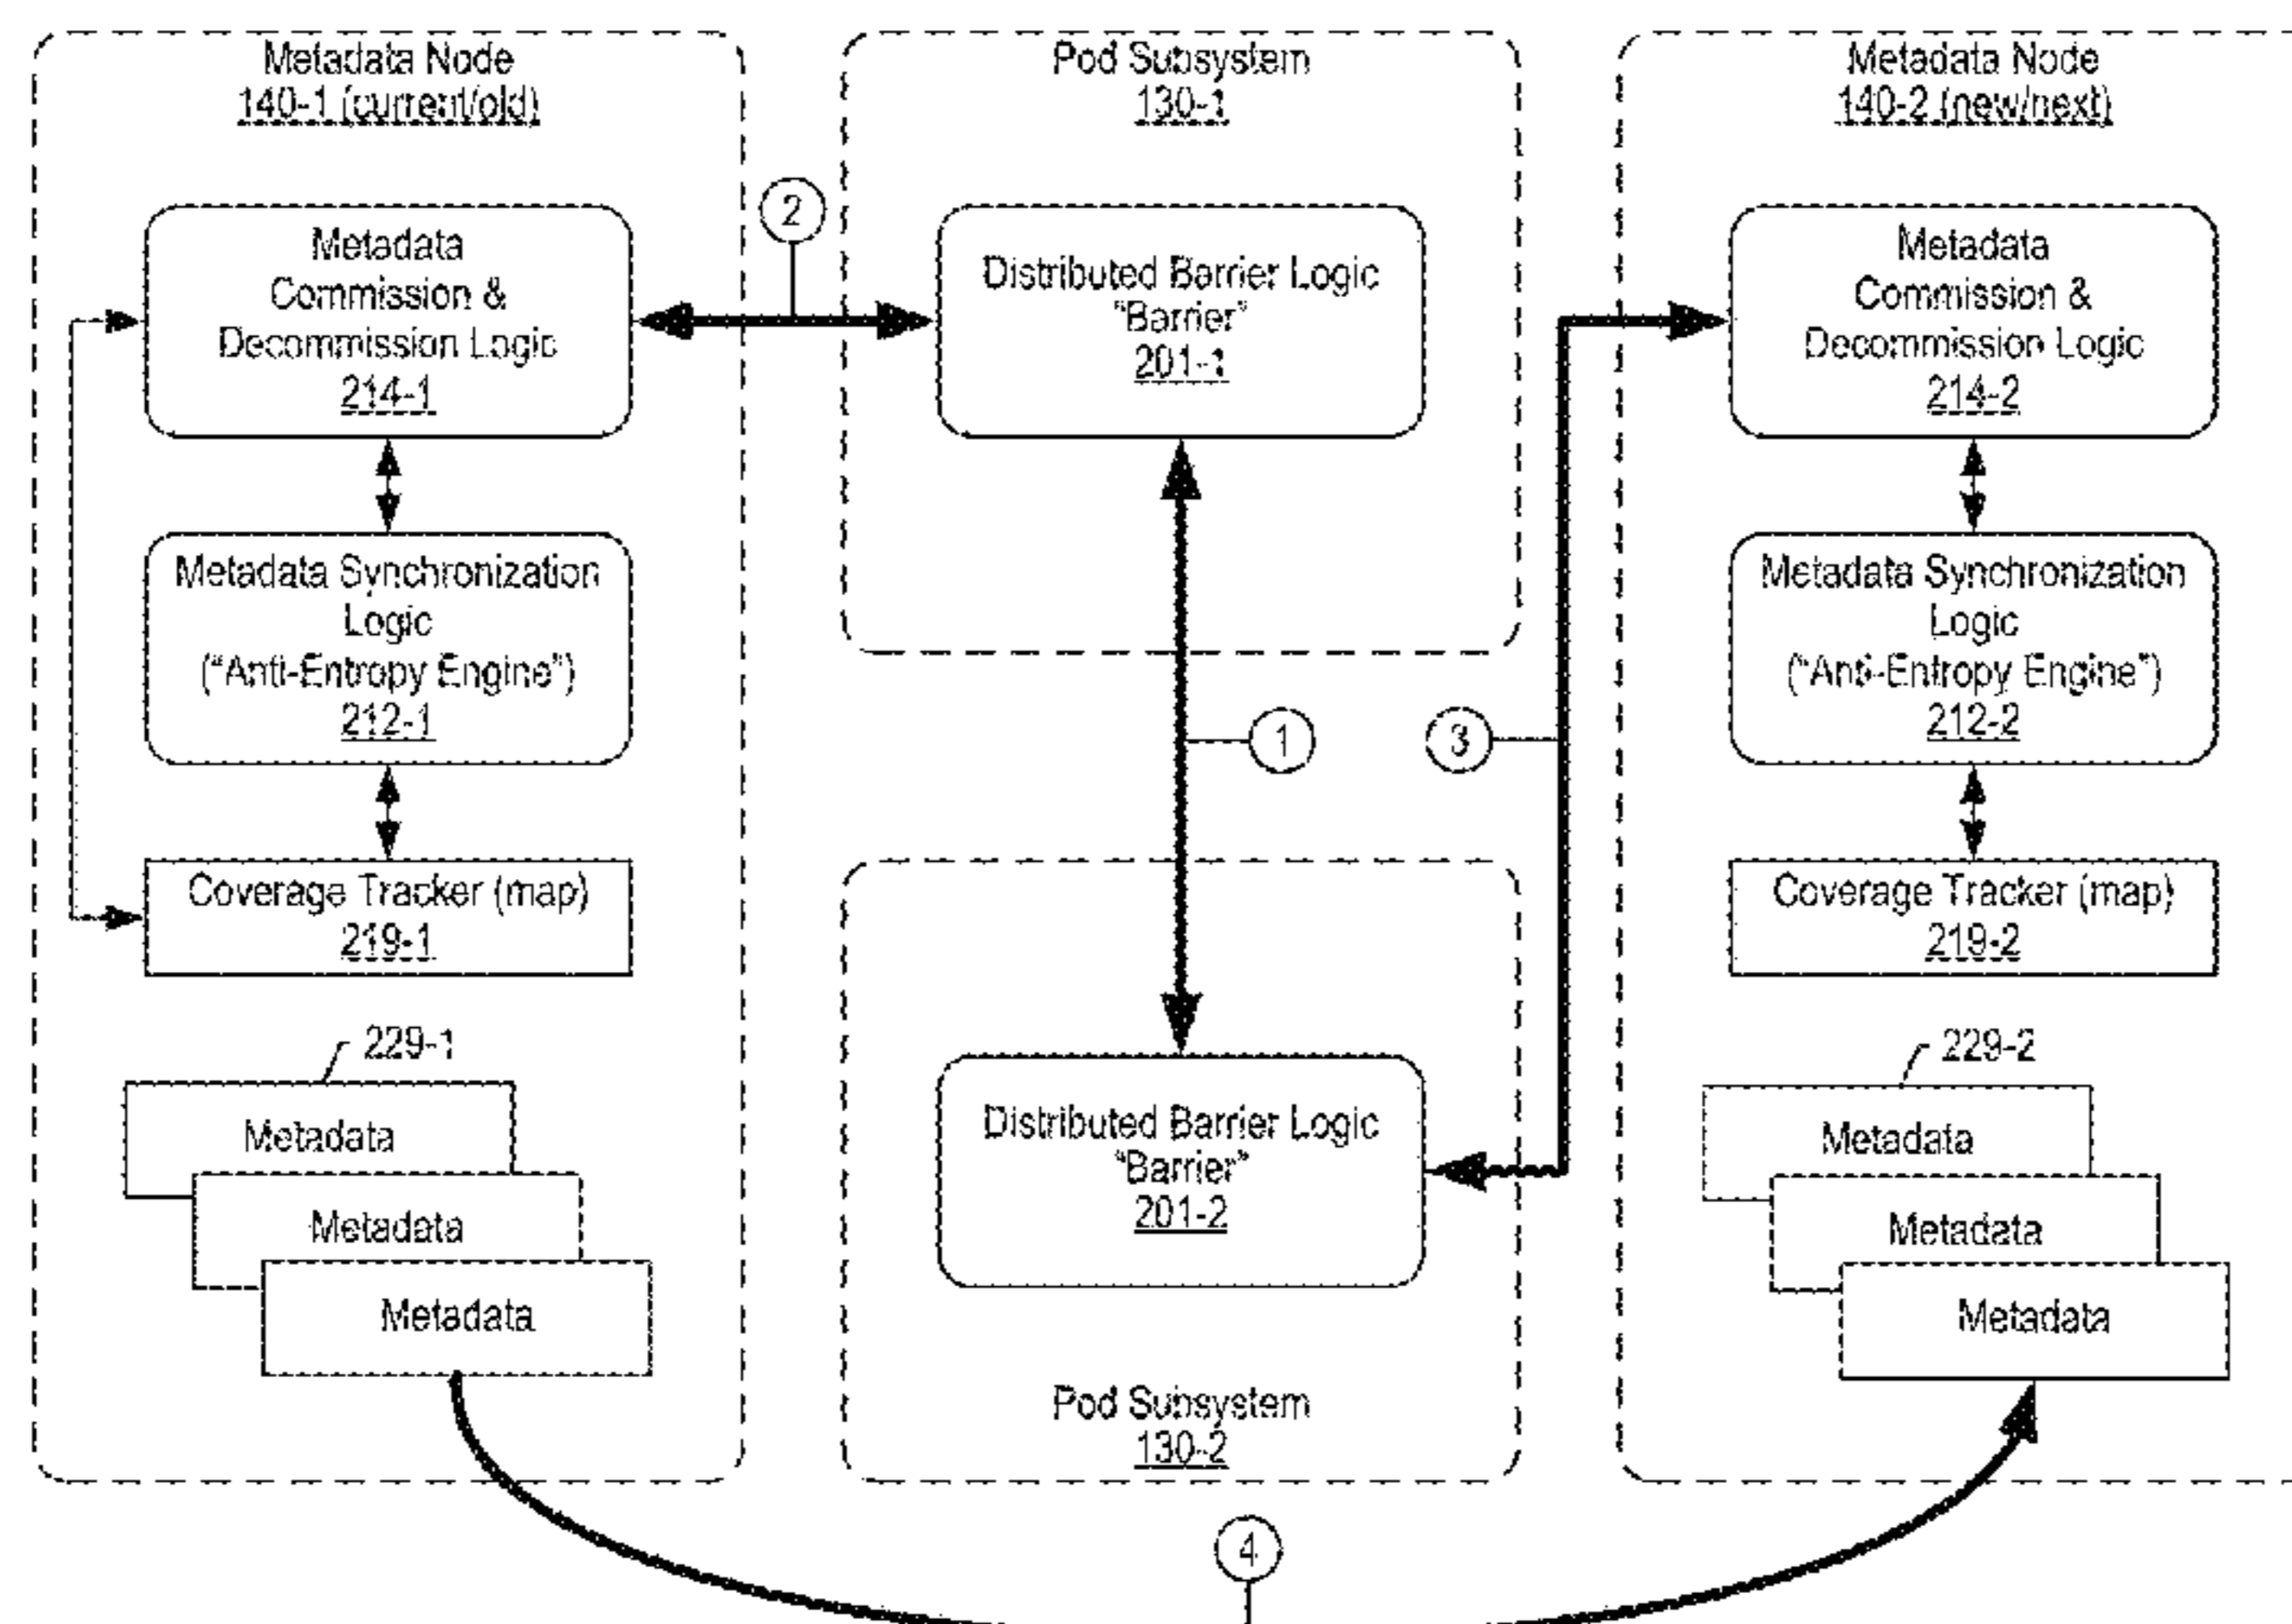 Metadata Node
140-1 (current/old)
Metadata
Commission &
Decommission Logic
214-1
Metadata Synchronization
Logic
("Anti-Entropy Engine")
212-1
Coverage Tracker (map)
219-1
229-1
Metadata
Metadata
Metadata
2
Pod Subsystem
130-1
Distributed Barrier Logic
"Barrier"
201-1
1
3
Distributed Barrier Logic
"Barrier"
201-2
Pod Subsystem
130-2
Metadata Node
140-2 (new/next)
Metadata
Commission &
Decommission Logic
214-2
Metadata Synchronization
Logic
("Anti-Entropy Engine")
212-2
Coverage Tracker (map)
219-2
229-2
Metadata
Metadata
Metadata
4